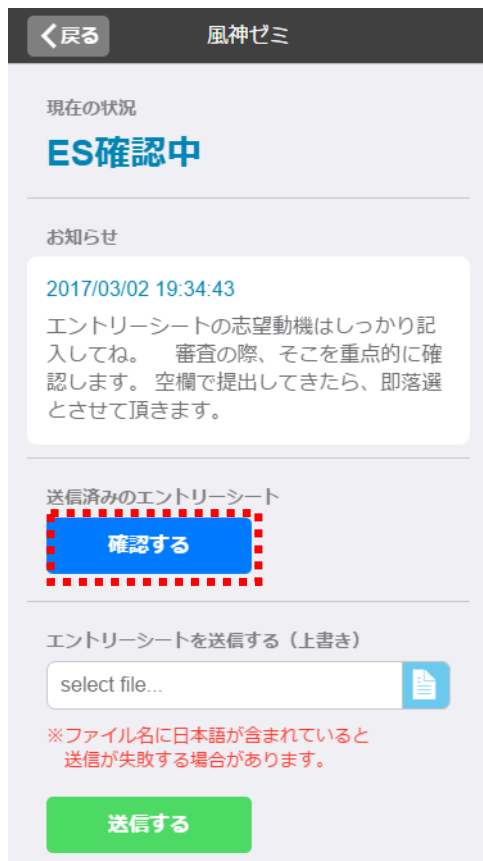 戻る
風神ゼミ
現在の状況
ES確認中
お知らせ
2017/03/02 19:34:43
エントリーシートの志望動機はしっかり記
入してね。　審査の際、そこを重点的に確
認します。 空欄で提出してきたら、即落選
とさせて頂きます。
送信済みのエントリーシート
確認する
エントリーシートを送信する（上書き）
select file...
※ファイル名に日本語が含まれていると
送信が失敗する場合があります。
送信する